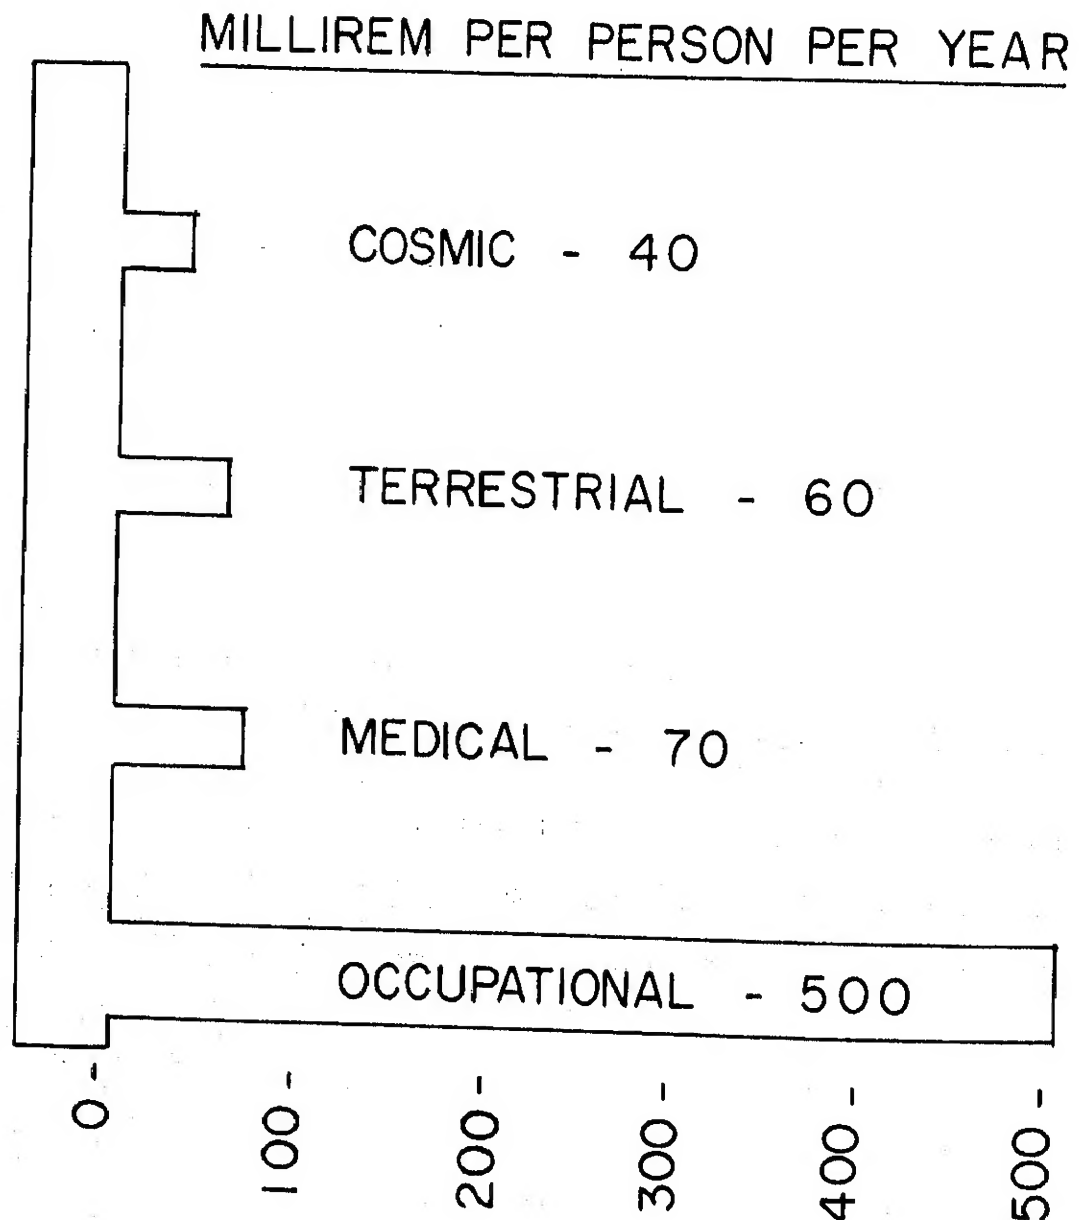 MILLIREM PER PERSON PER YEAR
COSMIC - 40
TERRESTRIAL - 60
MEDICAL - 70
OCCUPATIONAL - 500
0 -
100 -
200 -
300 -
400 -
500 -